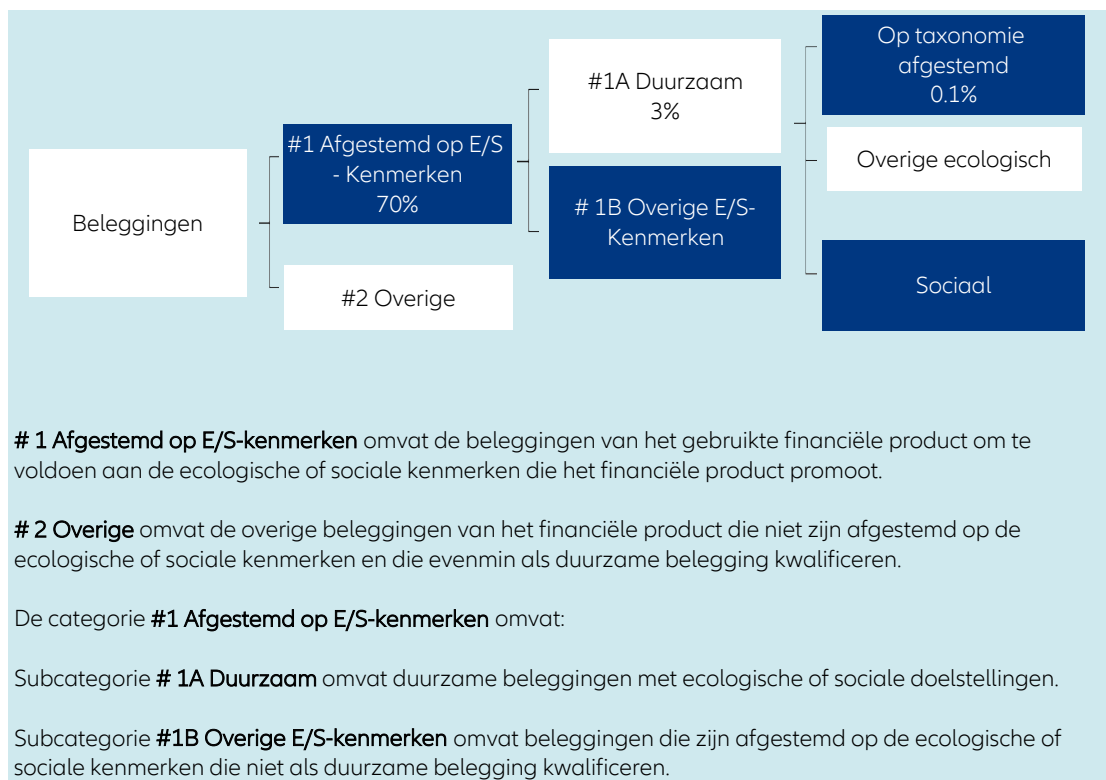 Beleggingen
#1 Afgestemd op E/S
- Kenmerken
70%
#2 Overige
#1A Duurzaam
3%
# 1B Overige E/S-
Kenmerken
Op taxonomie
afgestemd
0.1%
Overige ecologisch
Sociaal
# 1 Afgestemd op E/S-kenmerken omvat de beleggingen van het gebruikte financiële product om te
voldoen aan de ecologische of sociale kenmerken die het financiële product promoot.
# 2 Overige omvat de overige beleggingen van het financiële product die niet zijn afgestemd op de
ecologische of sociale kenmerken en die evenmin als duurzame belegging kwalificeren.
De categorie #1 Afgestemd op E/S-kenmerken omvat:
Subcategorie # 1A Duurzaam omvat duurzame beleggingen met ecologische of sociale doelstellingen.
Subcategorie #1B Overige E/S-kenmerken omvat beleggingen die zijn afgestemd op de ecologische of
sociale kenmerken die niet als duurzame belegging kwalificeren.